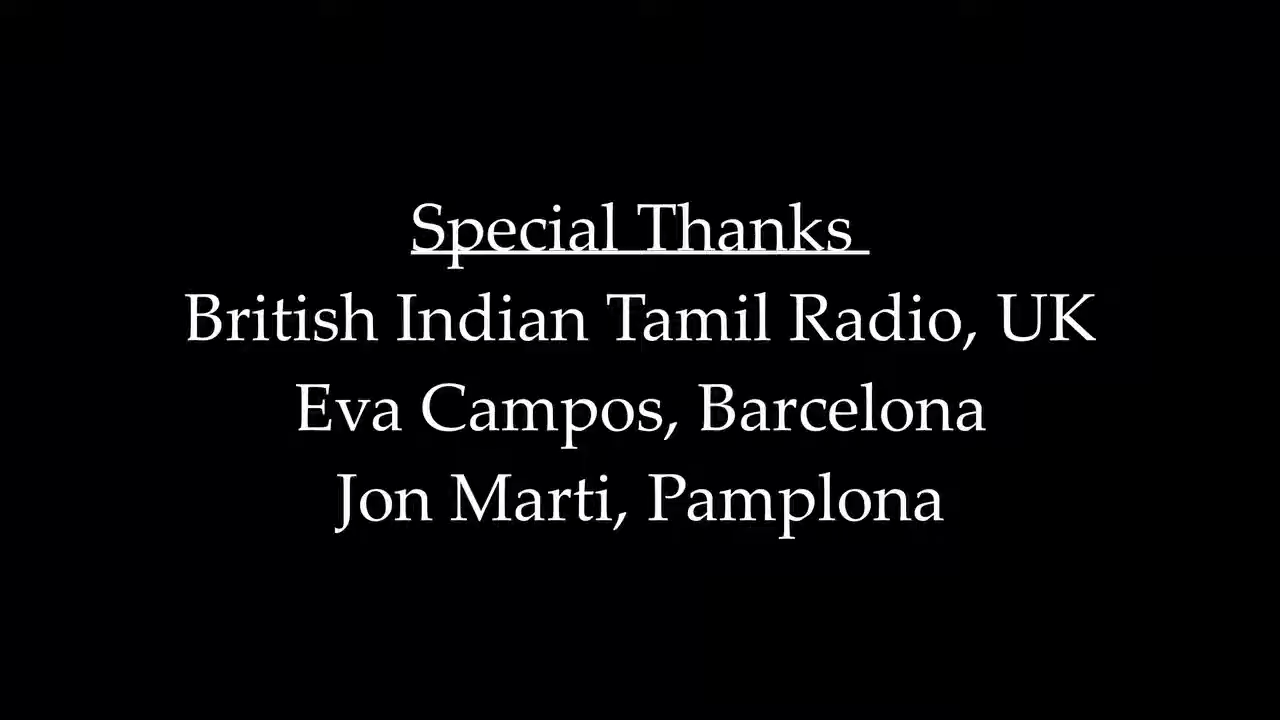 Special Thanks
British Indian Tamil Radio, UK
Eva Campos, Barcelona
Jon Marti, Pamplona